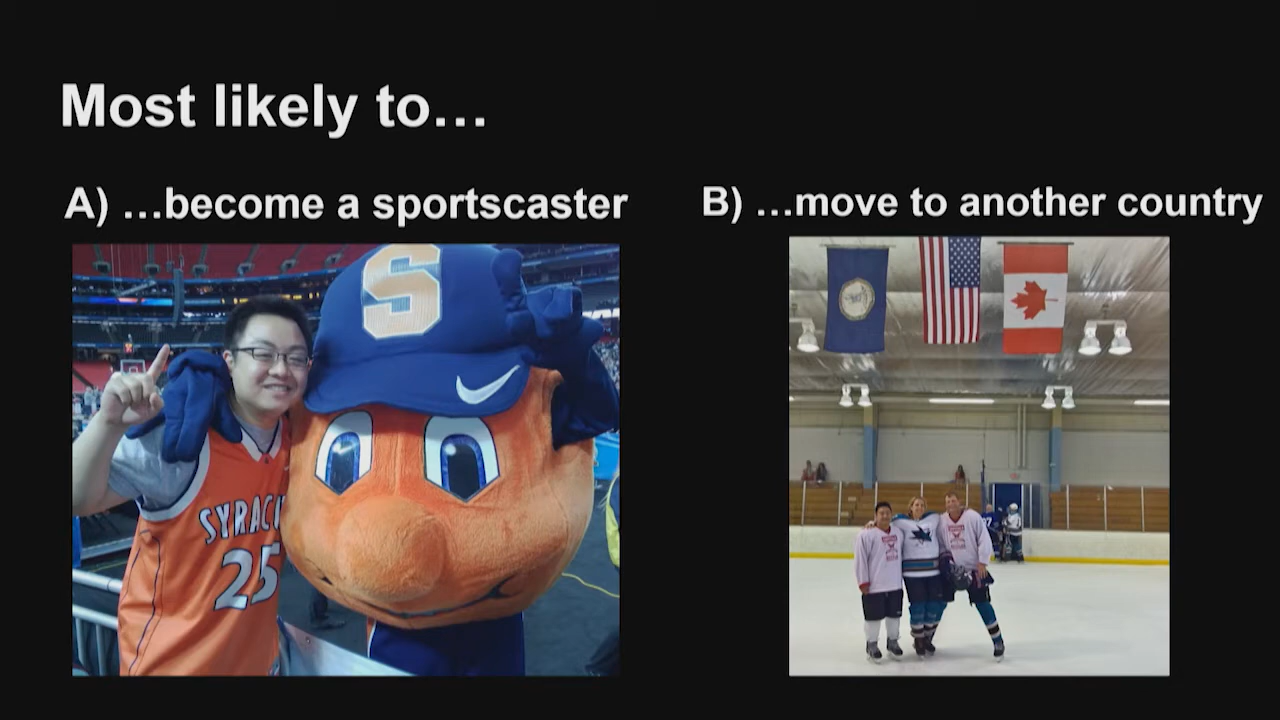 Most likely to…
A) …become a sportscaster
B) …move to another country
S
SYRACU
25